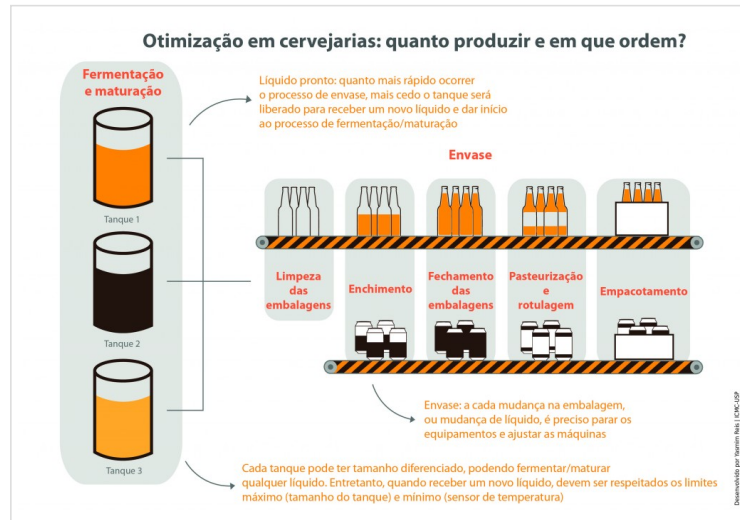 Otimização em cervejarias: quanto produzir e em que ordem?
Fermentação
e maturação
Líquido pronto: quanto mais rápido ocorrer
o processo de envase, mais cedo o tanque será
liberado para receber um novo líquido e dar início
ao processo de fermentação/maturação
Envase
Tanque 1
Limpeza
das
embalagens
Enchimento
Fechamento
das
embalagens
Pasteurização
e
rotulagem
Empacotamento
Tanque 2
Envase: a cada mudança na embalagem,
ou mudança de líquido, é preciso parar os
equipamentos e ajustar as máquinas
Tanque 3
Cada tanque pode ter tamanho diferenciado, podendo fermentar/maturar
qualquer líquido. Entretanto, quando receber um novo líquido, devem ser respeitados os limites
máximo (tamanho do tanque) e mínimo (sensor de temperatura)
Desenvolvido por Yasmim Reis | ICMC-USP